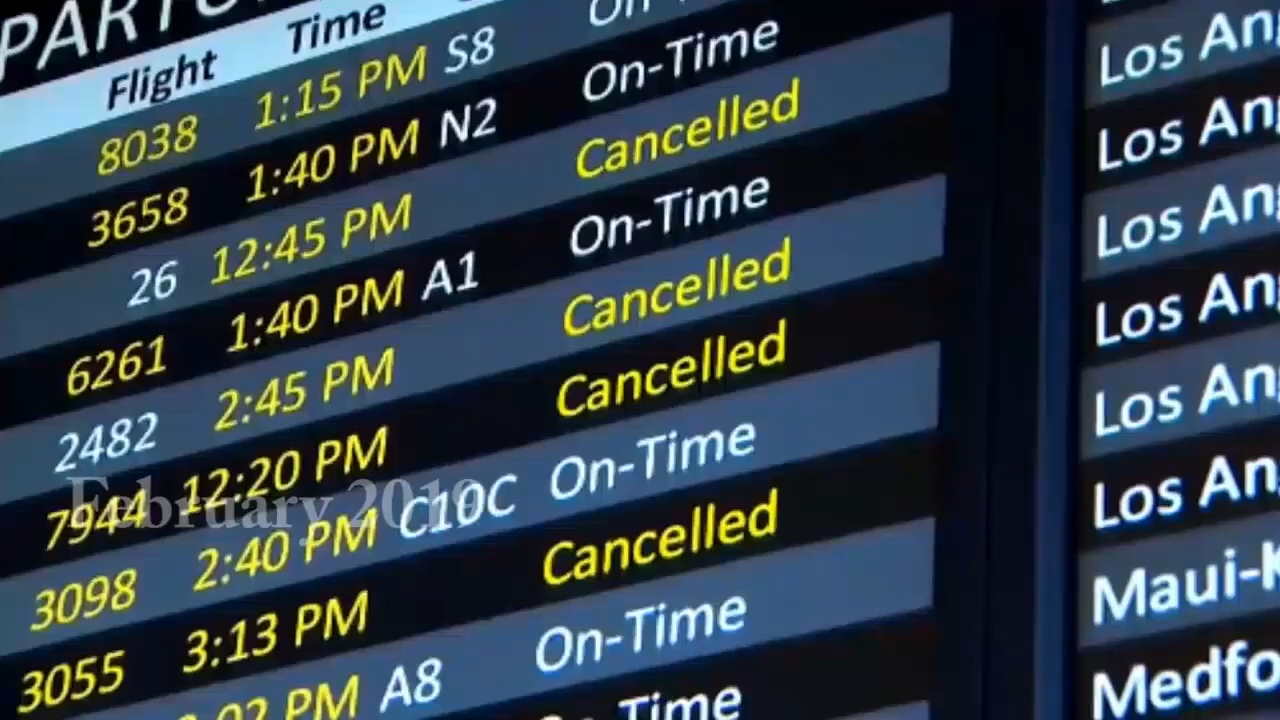 Flight Time
8038 1:15 PM S8 On-
3658 1:40 PM N2 On-Time
26 12:45 PM Cancelled
6261 1:40 PM A1 On-Time
2482 2:45 PM Cancelled
7944 12:20 PM Cancelled
3098 2:40 PM C10C On-Time
3055 3:13 PM Cancelled
PM A8 On-Time
Time
Los An
Los An
Los An
Los An
Los An
Los An
Maui-K
Medfo
February 2019